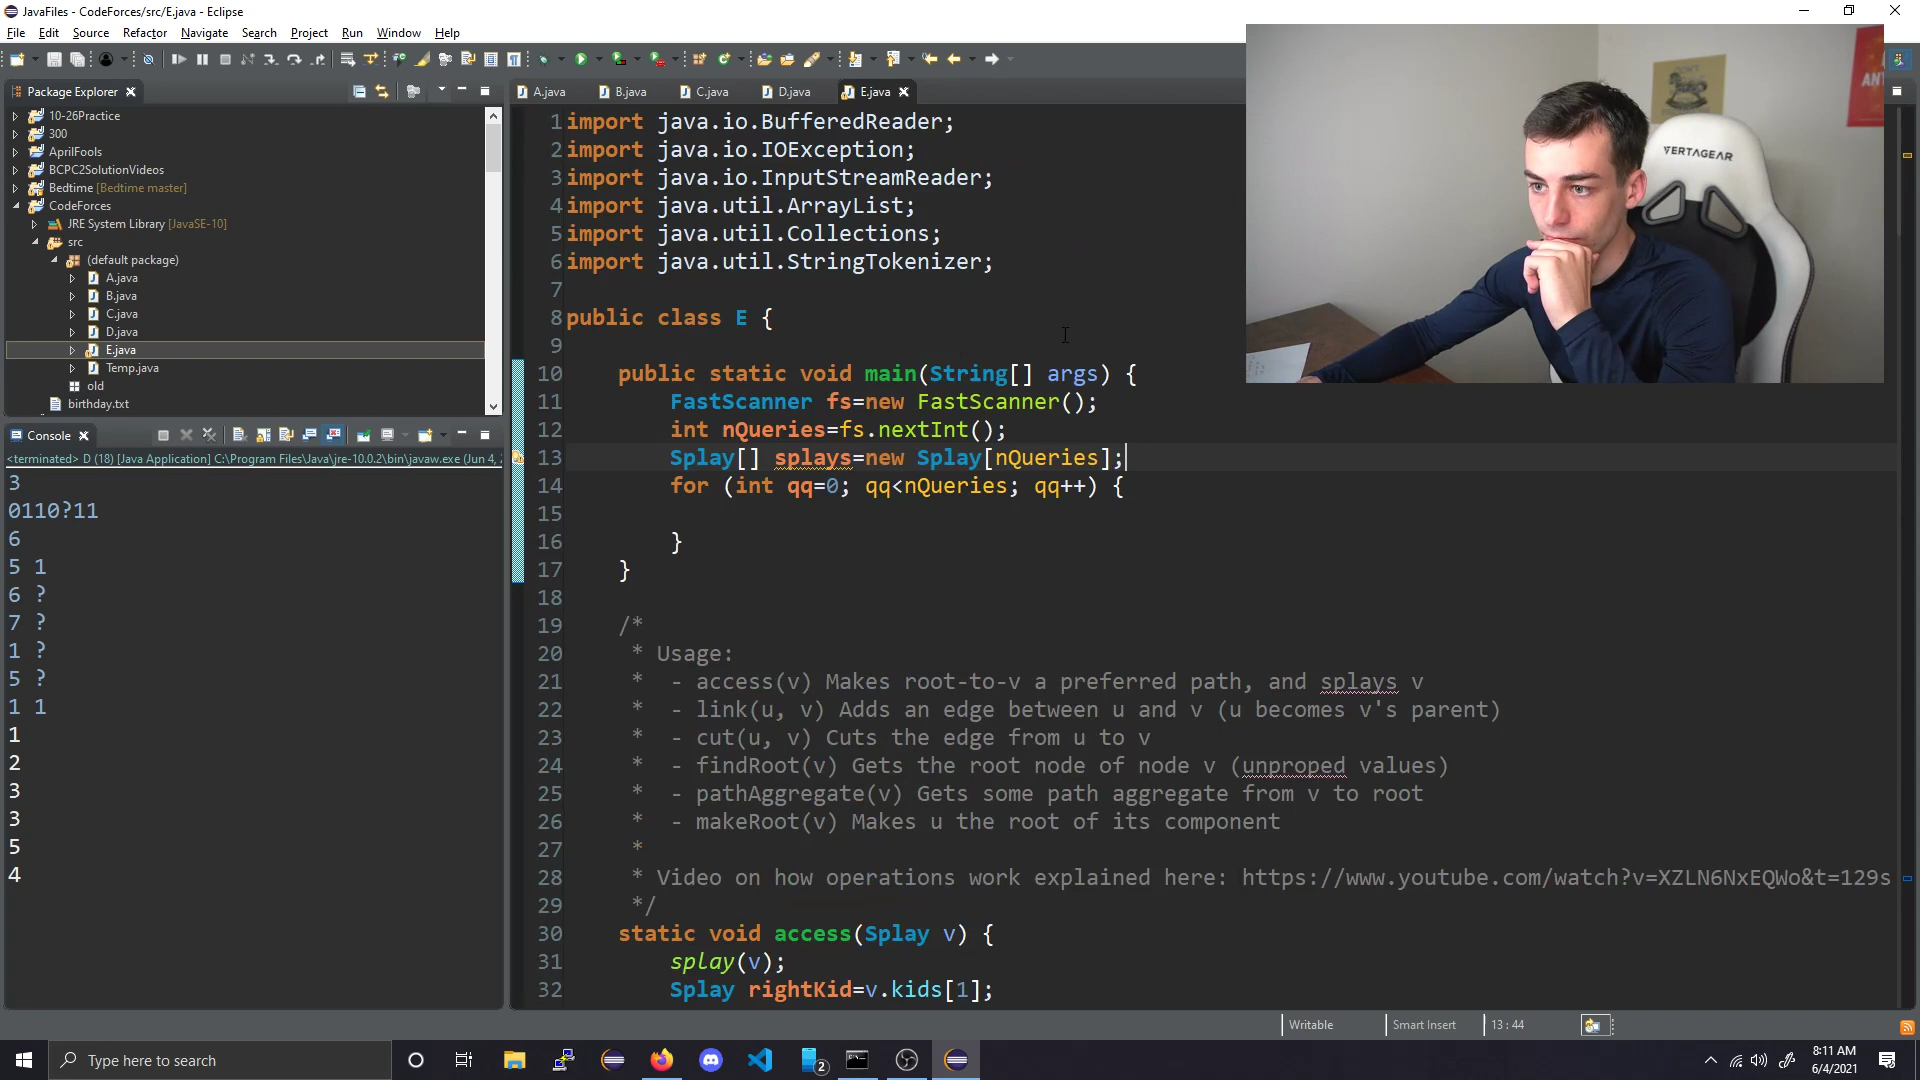 JavaFiles - CodeForces/src/E.java - Eclipse
File Edit Source Refactor Navigate Search Project Run Window Help
Package Explorer
10-26Practice
300
AprilFools
BCPC2SolutionVideos
Bedtime [Bedtime master]
CodeForces
JRE System Library [JavaSE-10]
src
(default package)
A.java
B.java
C.java
D.java
E.java
Temp.java
old
birthday.txt
Console
<terminated> D (18) [Java Application] C:\Program Files\Java\jre-10.0.2\bin\javaw.exe (Jun 4,
3
0110?11
6
5 1
6 ?
7 ?
1 ?
5 ?
1 1
1
2
3
3
5
4
A.java B.java C.java D.java E.java
1 import java.io.BufferedReader;
2 import java.io.IOException;
3 import java.io.InputStreamReader;
4 import java.util.ArrayList;
5 import java.util.Collections;
6 import java.util.StringTokenizer;
7
8 public class E {
9
10 public static void main(String[] args) {
11 FastScanner fs=new FastScanner();
12 int nQueries=fs.nextInt();
13 Splay[] splays=new Splay[nQueries];
14 for (int qq=0; qq<nQueries; qq++) {
15
16 }
17 }
18
19 /*
20 * Usage:
21 * - access(v) Makes root-to-v a preferred path, and splays v
22 * - link(u, v) Adds an edge between u and v (u becomes v's parent)
23 * - cut(u, v) Cuts the edge from u to v
24 * - findRoot(v) Gets the root node of node v (unproped values)
25 * - pathAggregate(v) Gets some path aggregate from v to root
26 * - makeRoot(v) Makes u the root of its component
27 *
28 * Video on how operations work explained here: https://www.youtube.com/watch?v=XZLN6NxEQWo&t=129s
29 */
30 static void access(Splay v) {
31 splay(v);
32 Splay rightKid=v.kids[1];
VERTAGEAR
Writable Smart Insert 13 : 44
Type here to search
2
8:11 AM
6/4/2021